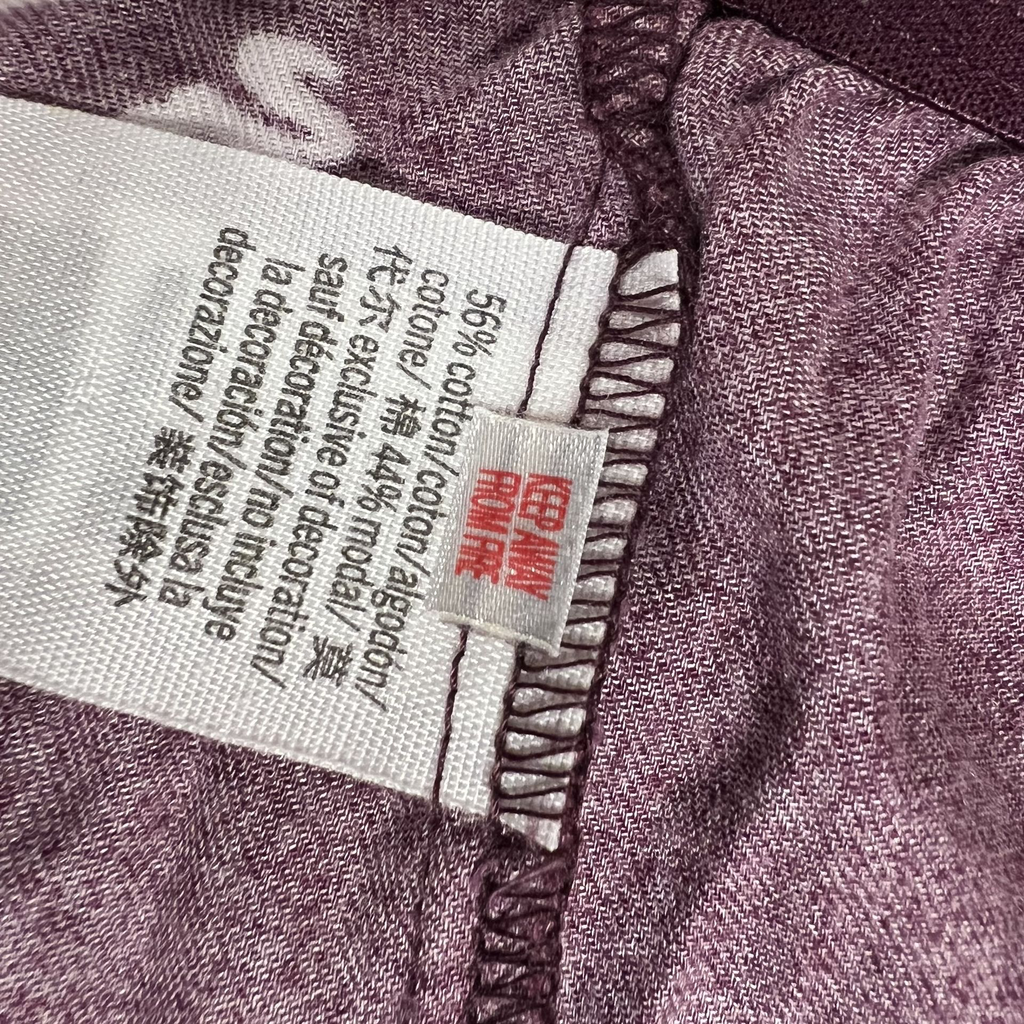 56% cotton/coton/algodón/
cotone/ 棉 44% modal/ 莫
代尔 exclusive of decoration/
sauf décoration/no incluye
la decoración/esclusa la
decorazione/ 装饰除外
KEEP AWAY
FROM FIRE